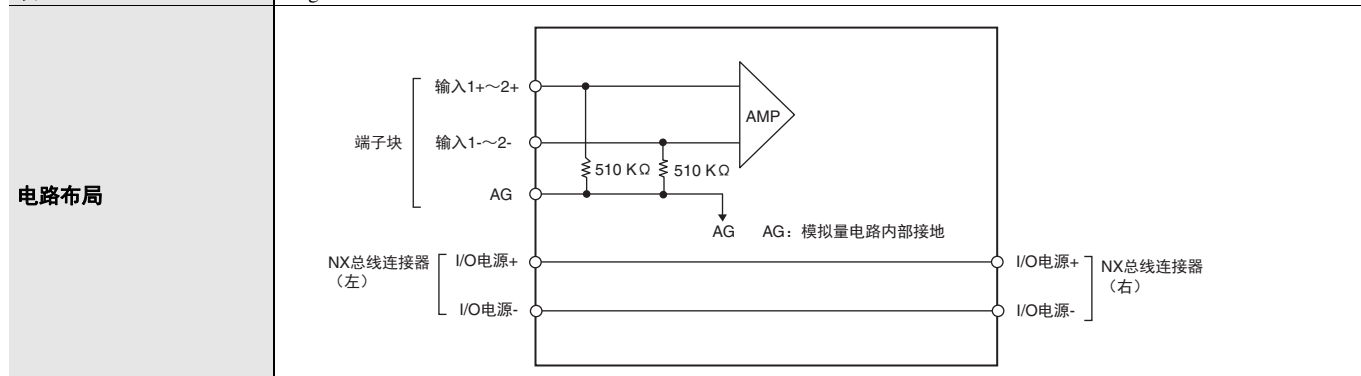 电路布局
端子块
输入1+～2+
输入1-～2-
AG
AMP
510 KΩ
510 KΩ
AG
AG：模拟量电路内部接地
NX总线连接器
（左）
I/O电源+
I/O电源-
I/O电源+
I/O电源-
NX总线连接器
（右）